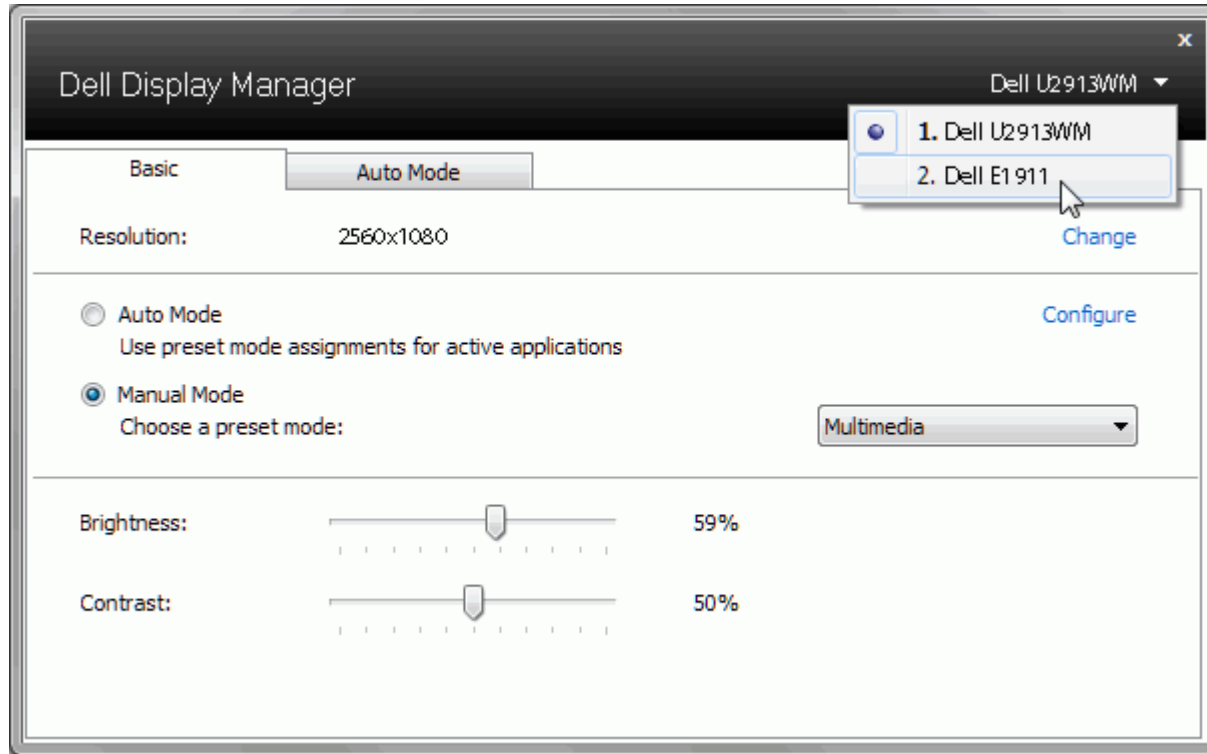 x
Dell Display Manager
Dell U2913WM
1. Dell U2913WM
2. Dell E1911
Basic
Auto Mode
Resolution: 2560x1080 Change
Auto Mode Configure
Use preset mode assignments for active applications
Manual Mode
Choose a preset mode: Multimedia
Brightness: 59%
Contrast: 50%